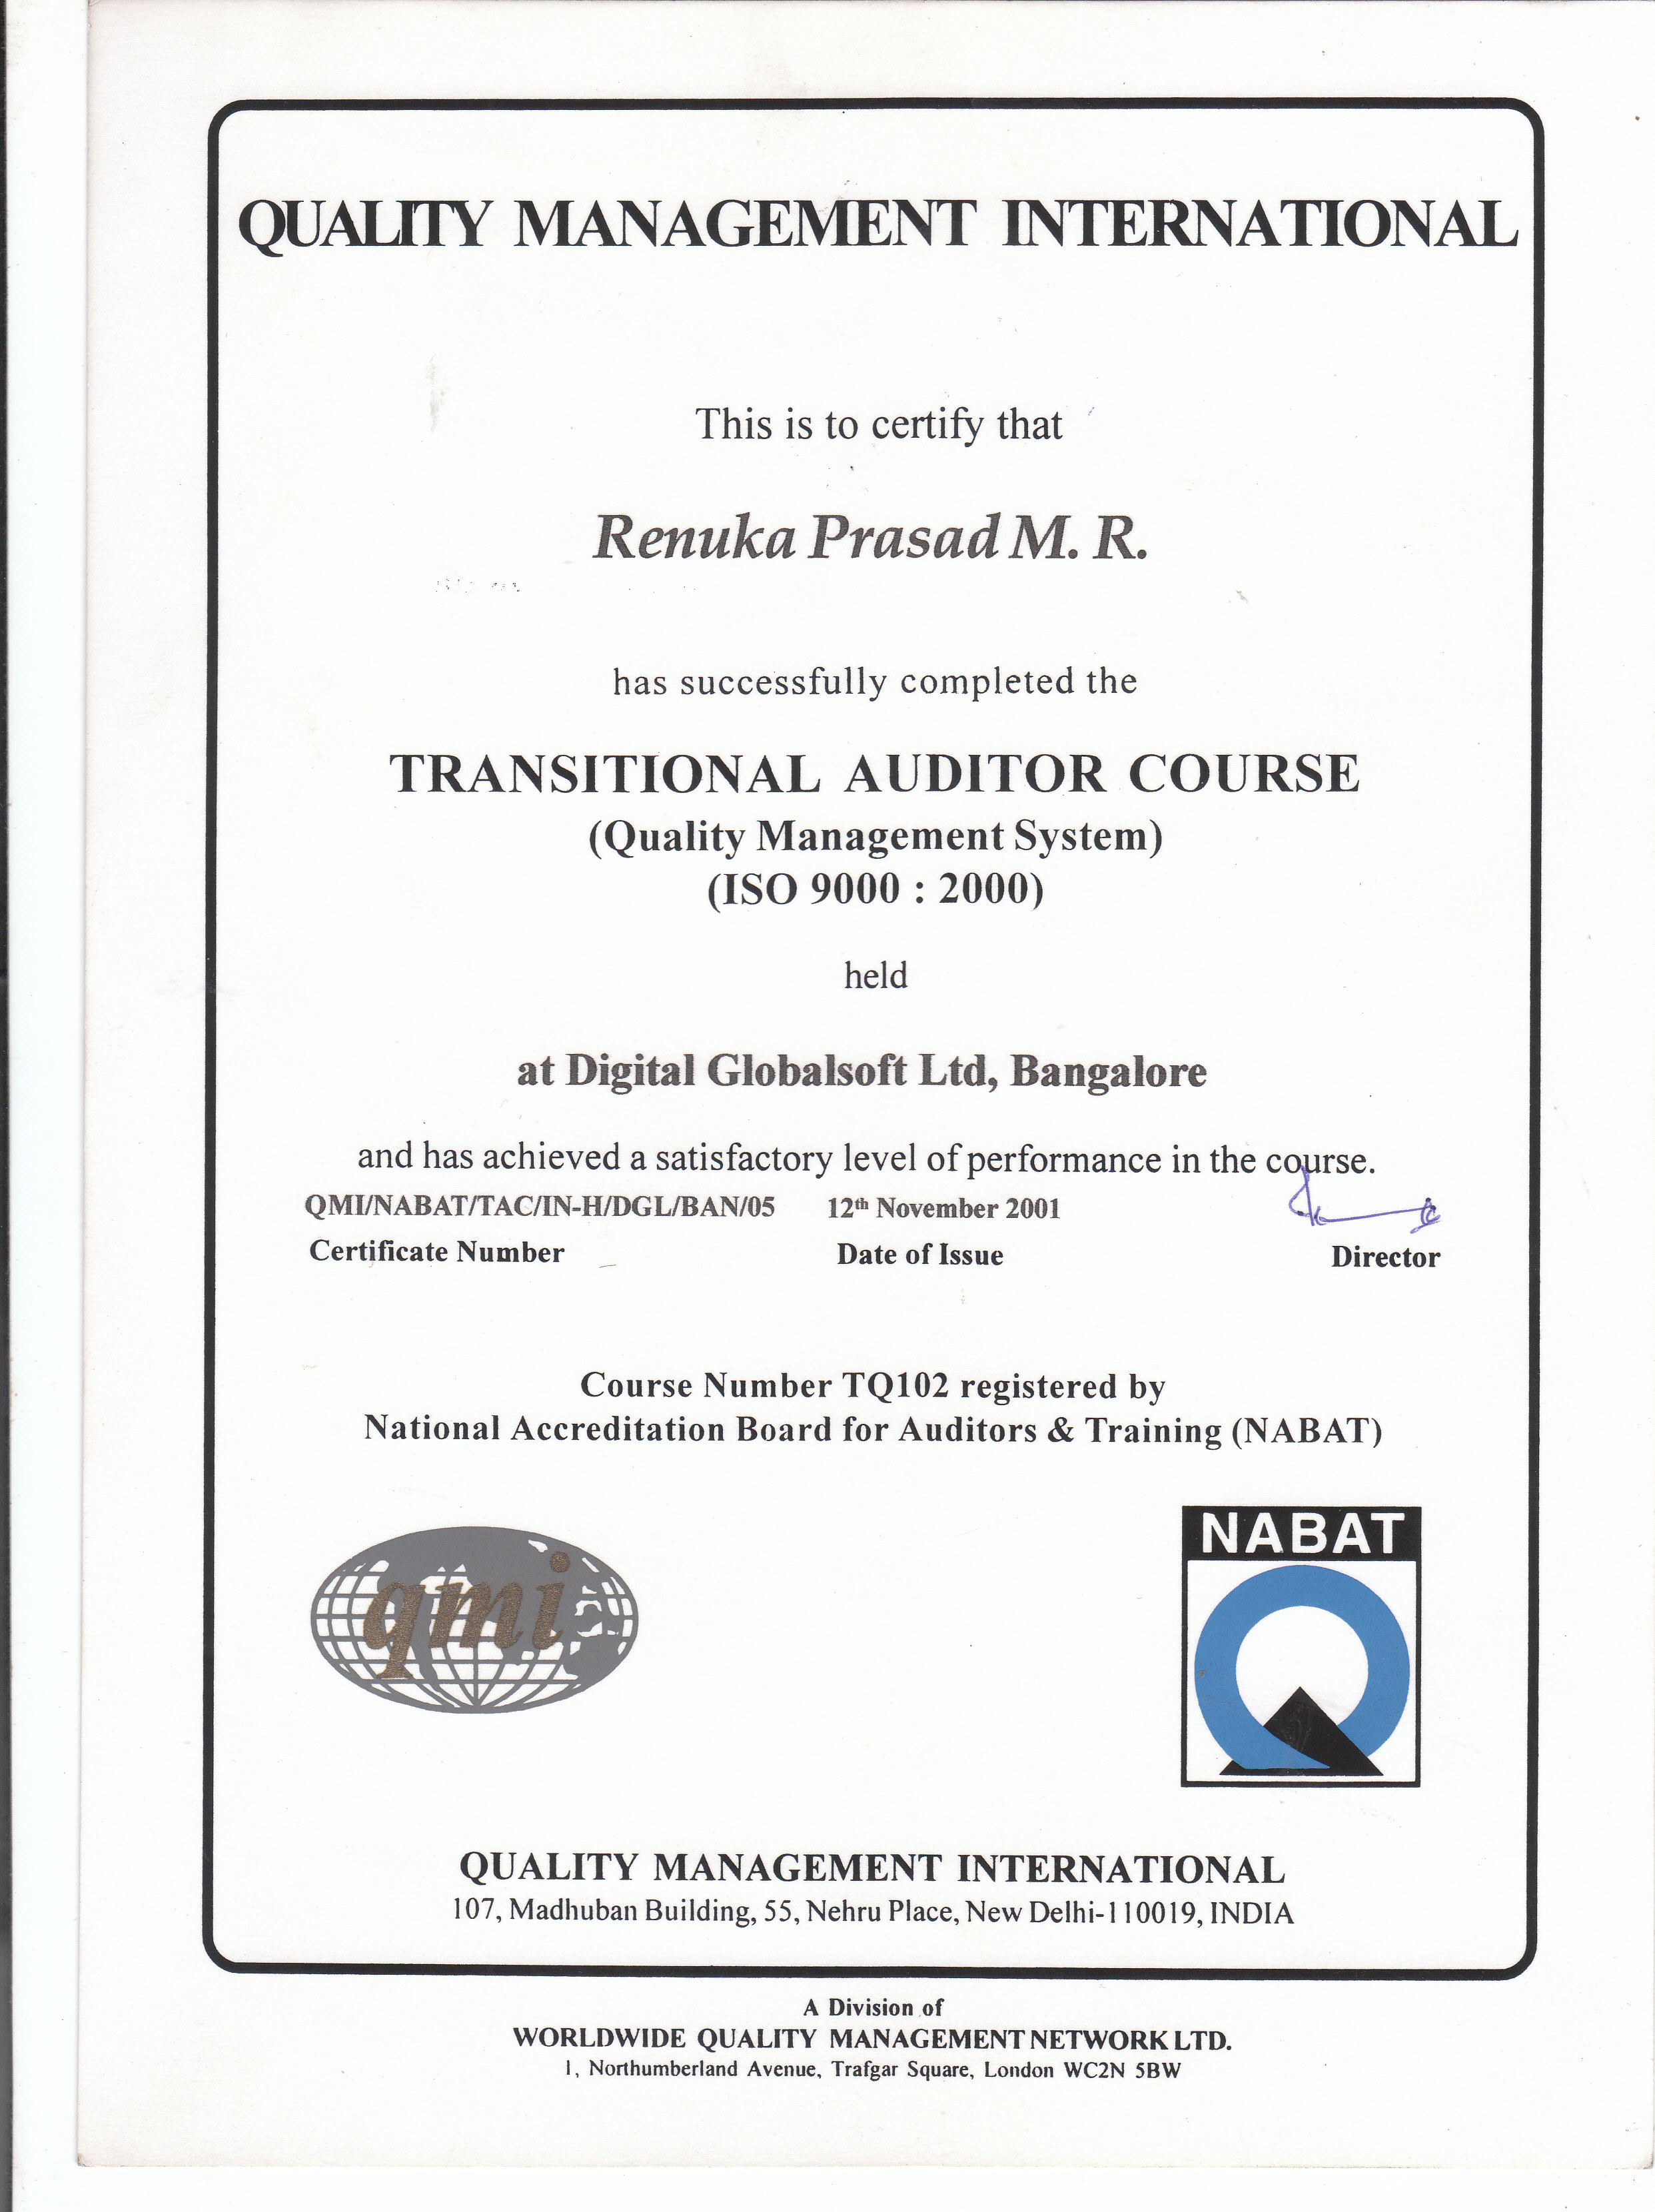 QUALITY MANAGEMENT INTERNATIONAL
This is to certify that
Renuka Prasad M. R.
has successfully completed the
TRANSITIONAL AUDITOR COURSE
(Quality Management System)
(ISO 9000 : 2000)
held
at Digital Globalsoft Ltd, Bangalore
and has achieved a satisfactory level of performance in the course.
QMI/NABAT/TAC/IN-H/DGL/BAN/05 12th November 2001
Certificate Number Date of Issue Director
Course Number TQ102 registered by
National Accreditation Board for Auditors & Training (NABAT)
qmi
NABAT
QUALITY MANAGEMENT INTERNATIONAL
107, Madhuban Building, 55, Nehru Place, New Delhi-110019, INDIA
A Division of
WORLDWIDE QUALITY MANAGEMENT NETWORK LTD.
1, Northumberland Avenue, Trafgar Square, London WC2N 5BW